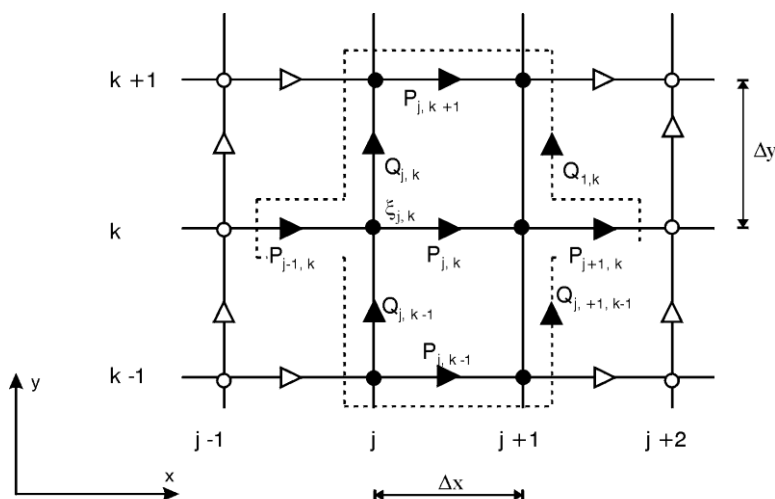 k +1
P j, k +1
Δy
Q j, k
Q 1,k
ξ j, k
k
P j-1, k
P j, k
P j+1, k
Q j, k -1
Q j, +1, k-1
P j, k-1
k -1
y
j -1
j
j +1
j +2
x
Δx